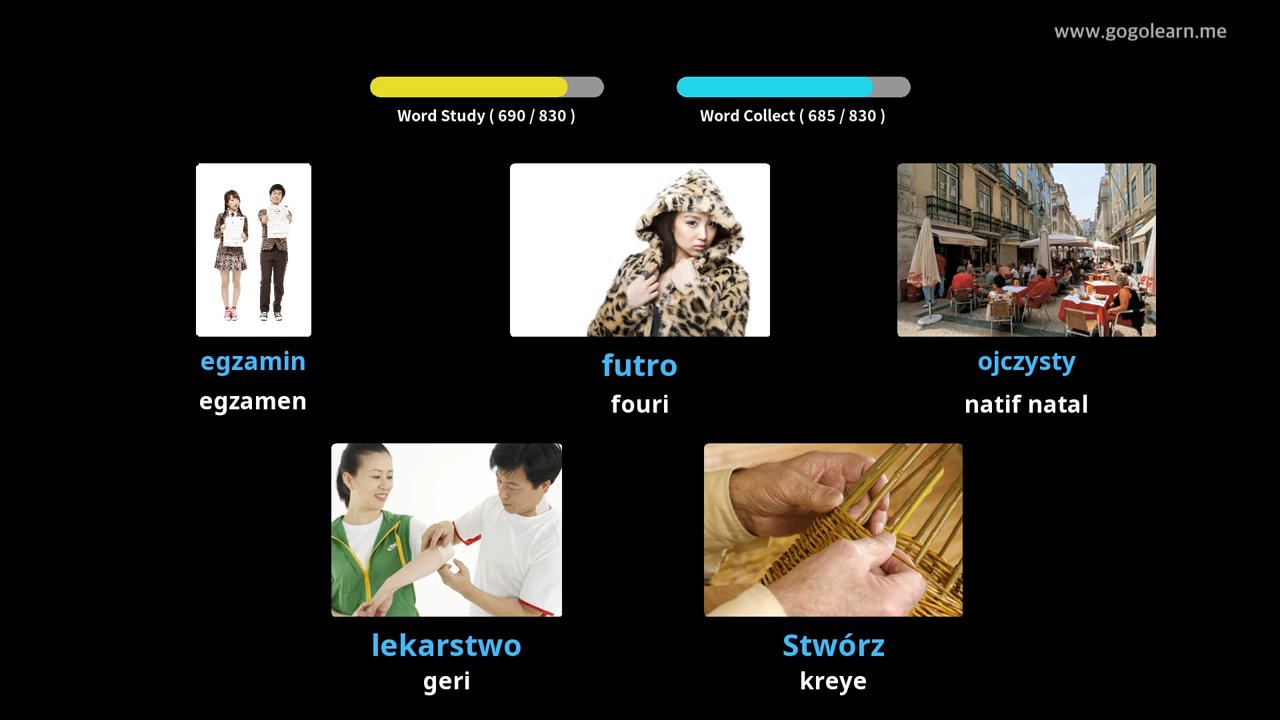 www.gogolearn.me
Word Study ( 690 / 830 )
Word Collect ( 685 / 830 )
egzamin
egzamen
futro
fouri
ojczysty
natif natal
lekarstwo
geri
Stwórz
kreye